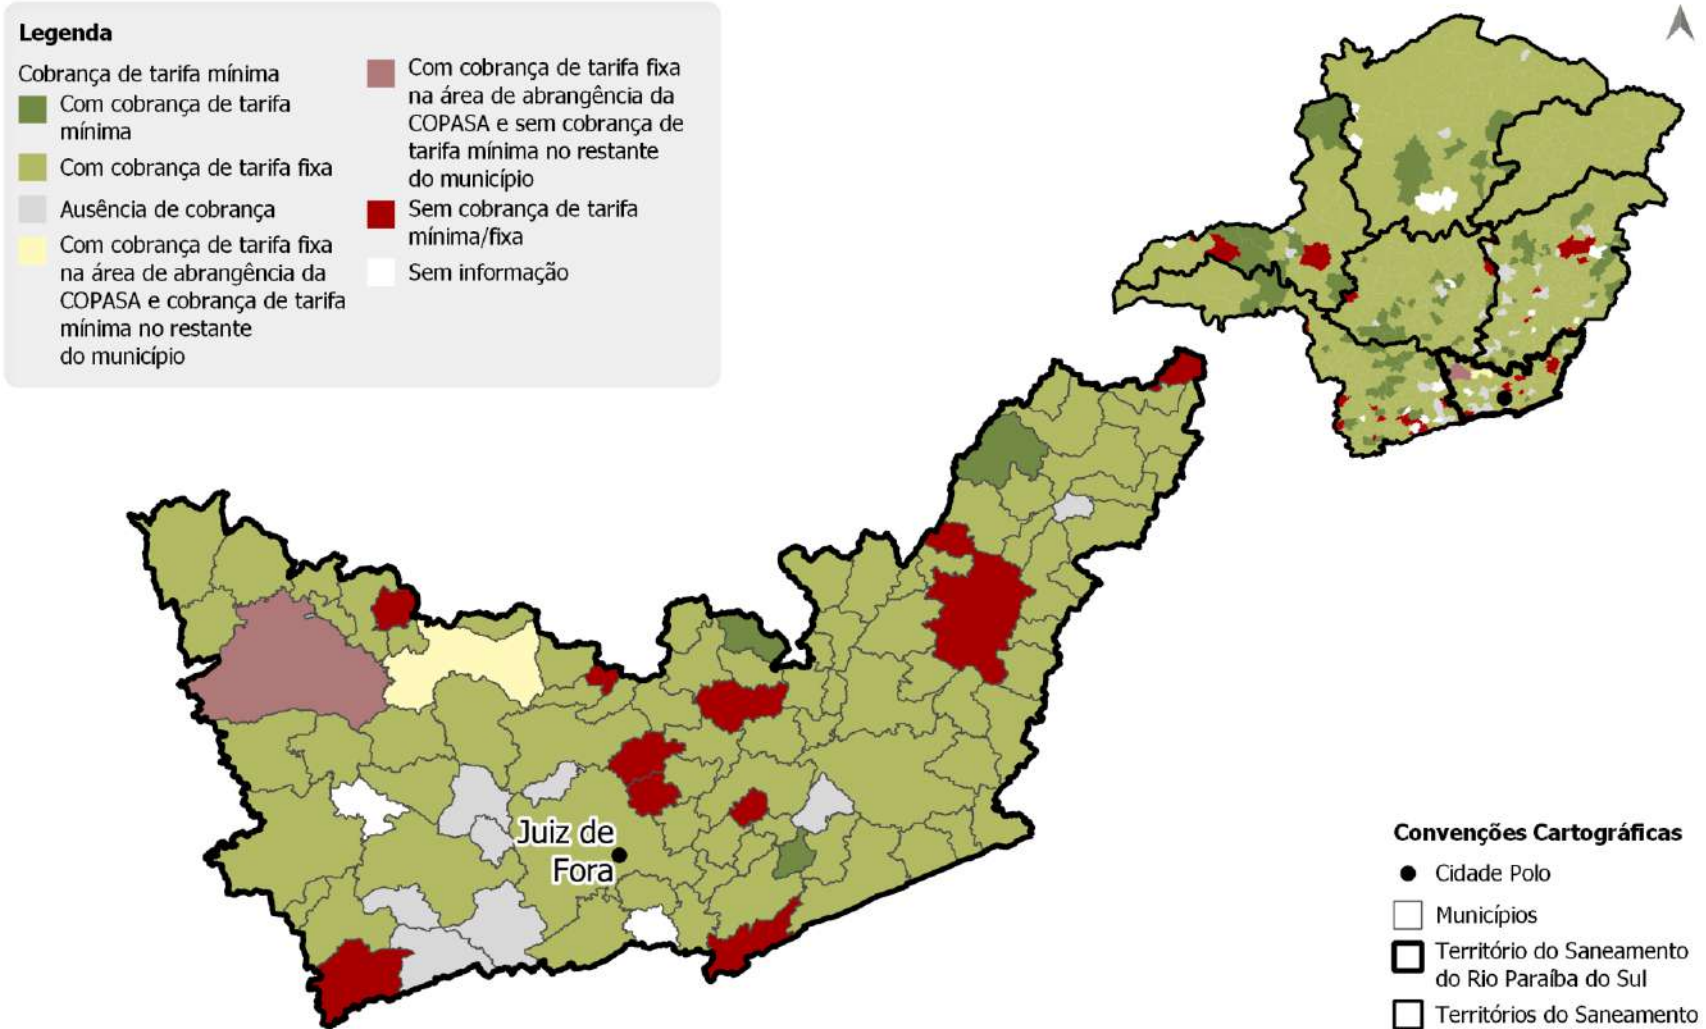 Legenda
Cobrança de tarifa mínima
Com cobrança de tarifa
mínima
Com cobrança de tarifa fixa
Ausência de cobrança
Com cobrança de tarifa fixa
na área de abrangência da
COPASA e cobrança de tarifa
mínima no restante
do município
Com cobrança de tarifa fixa
na área de abrangência da
COPASA e sem cobrança de
tarifa mínima no restante
do município
Sem cobrança de tarifa
mínima/fixa
Sem informação
Juiz de
Fora
Convenções Cartográficas
Cidade Polo
Municípios
Território do Saneamento
do Rio Paraíba do Sul
Territórios do Saneamento